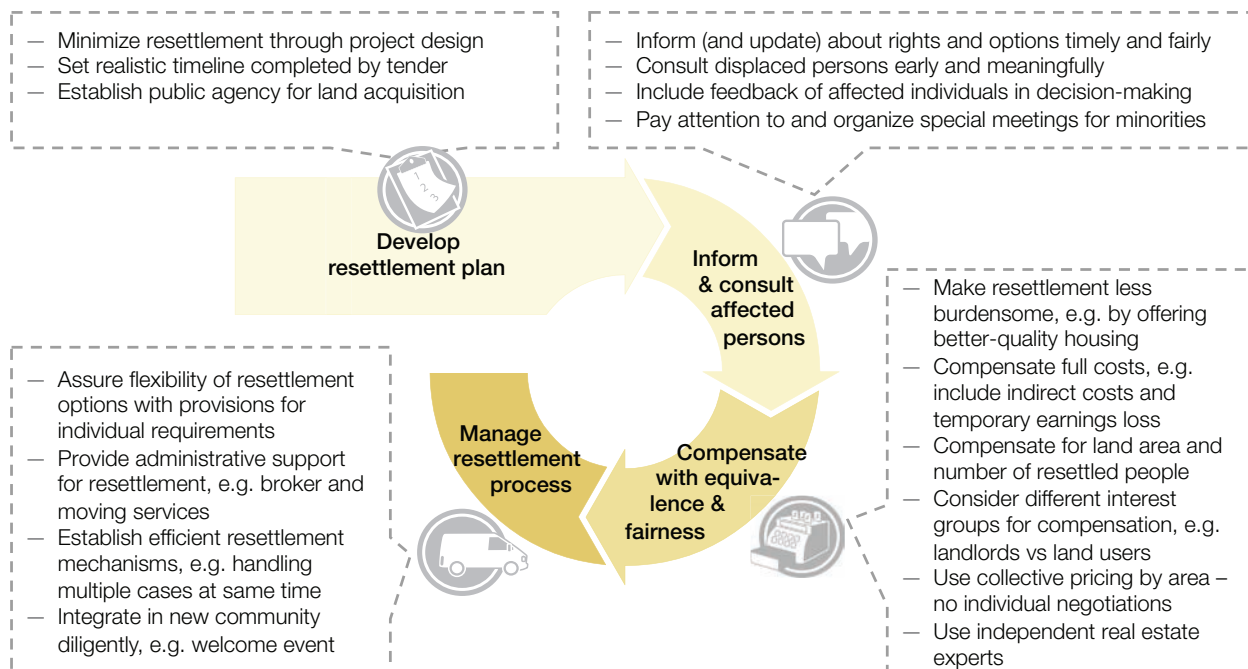 — Minimize resettlement through project design
— Set realistic timeline completed by tender
— Establish public agency for land acquisition
— Inform (and update) about rights and options timely and fairly
— Consult displaced persons early and meaningfully
— Include feedback of affected individuals in decision-making
— Pay attention to and organize special meetings for minorities
1
2
3
Develop
resettlement plan
Inform
& consult
affected
persons
— Make resettlement less
burdensome, e.g. by offering
better-quality housing
— Compensate full costs, e.g.
include indirect costs and
temporary earnings loss
— Compensate for land area and
number of resettled people
— Consider different interest
groups for compensation, e.g.
landlords vs land users
— Use collective pricing by area –
no individual negotiations
— Use independent real estate
experts
Compensate
with equiva-
lence &
fairness
Manage
resettlement
process
— Assure flexibility of resettlement
options with provisions for
individual requirements
— Provide administrative support
for resettlement, e.g. broker and
moving services
— Establish efficient resettlement
mechanisms, e.g. handling
multiple cases at same time
— Integrate in new community
diligently, e.g. welcome event